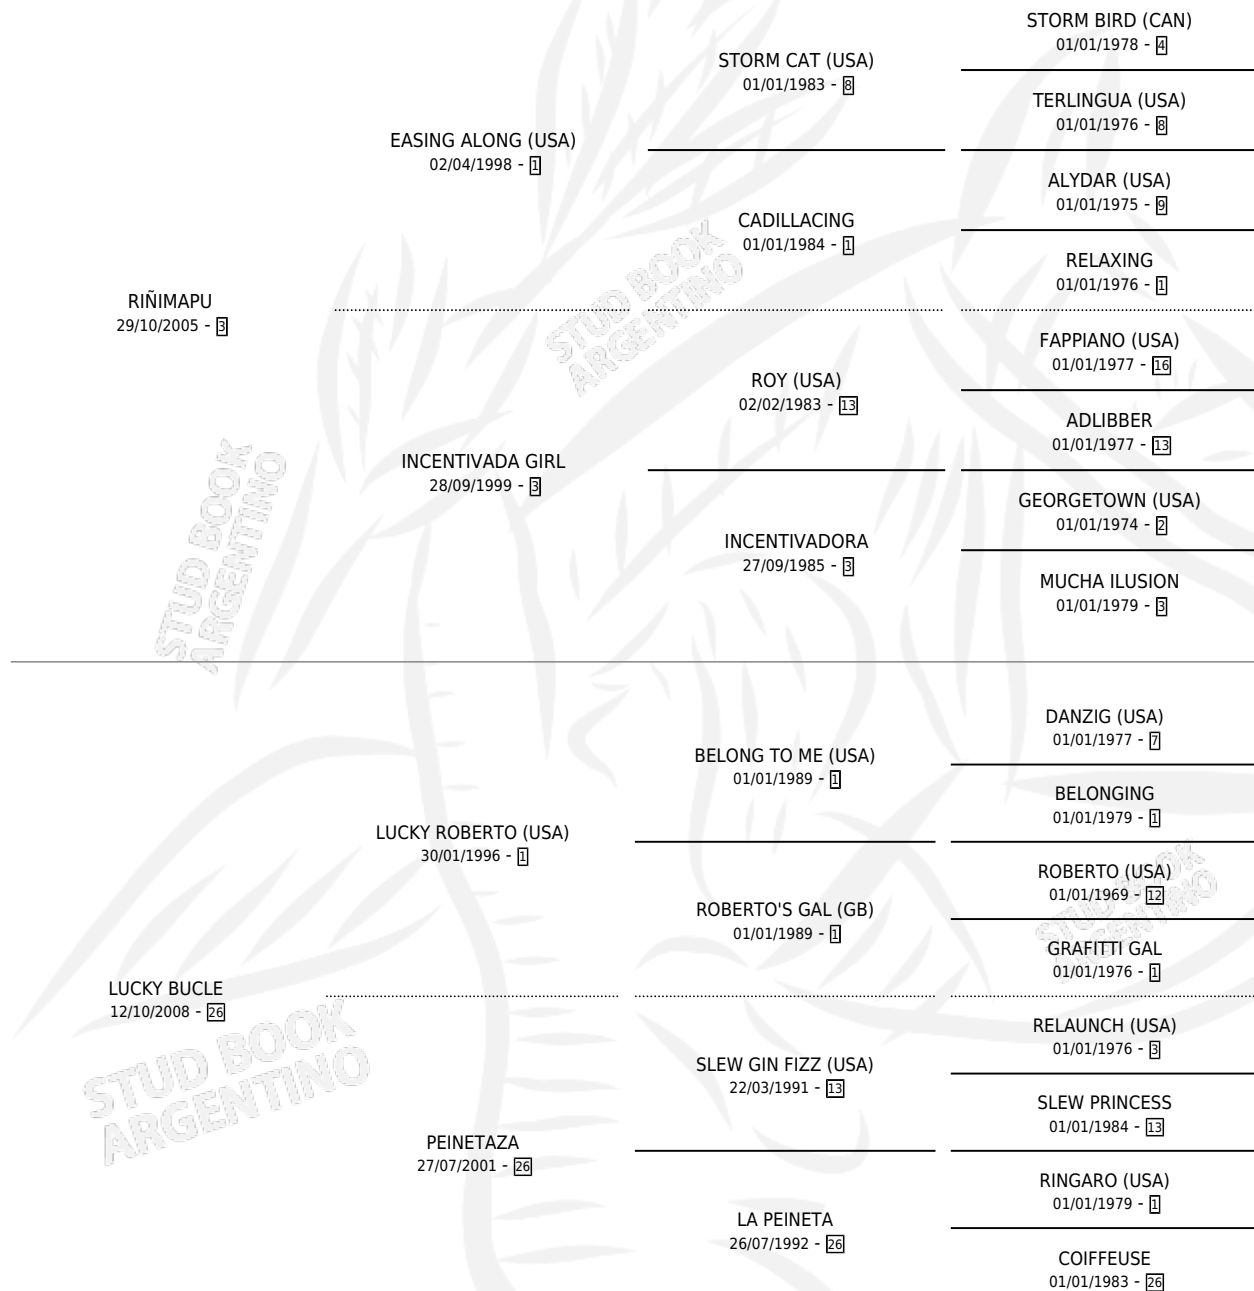 STORM BIRD (CAN)
01/01/1978 - 4
STORM CAT (USA)
01/01/1983 - 8
TERLINGUA (USA)
01/01/1976 - 8
EASING ALONG (USA)
02/04/1998 - 1
ALYDAR (USA)
01/01/1975 - 9
CADILLACING
01/01/1984 - 1
RELAXING
01/01/1976 - 1
RIÑIMAPU
29/10/2005 - 3
FAPPIANO (USA)
01/01/1977 - 16
ROY (USA)
02/02/1983 - 13
ADLIBBER
01/01/1977 - 13
INCENTIVADA GIRL
28/09/1999 - 3
GEORGETOWN (USA)
01/01/1974 - 2
INCENTIVADORA
27/09/1985 - 3
MUCHA ILUSION
01/01/1979 - 3
DANZIG (USA)
01/01/1977 - 7
BELONG TO ME (USA)
01/01/1989 - 1
BELONGING
01/01/1979 - 1
LUCKY ROBERTO (USA)
30/01/1996 - 1
ROBERTO (USA)
01/01/1969 - 12
ROBERTO'S GAL (GB)
01/01/1989 - 1
GRAFITTI GAL
01/01/1976 - 1
LUCKY BUCLE
12/10/2008 - 26
RELAUNCH (USA)
01/01/1976 - 3
SLEW GIN FIZZ (USA)
22/03/1991 - 13
SLEW PRINCESS
01/01/1984 - 13
PEINETAZA
27/07/2001 - 26
RINGARO (USA)
01/01/1979 - 1
LA PEINETA
26/07/1992 - 26
COIFFEUSE
01/01/1983 - 26
STUD BOOK
ARGENTINO
STUD BOOK
ARGENTINO
STUD BOOK
ARGENTINO
STUD BOOK
ARGENTINO